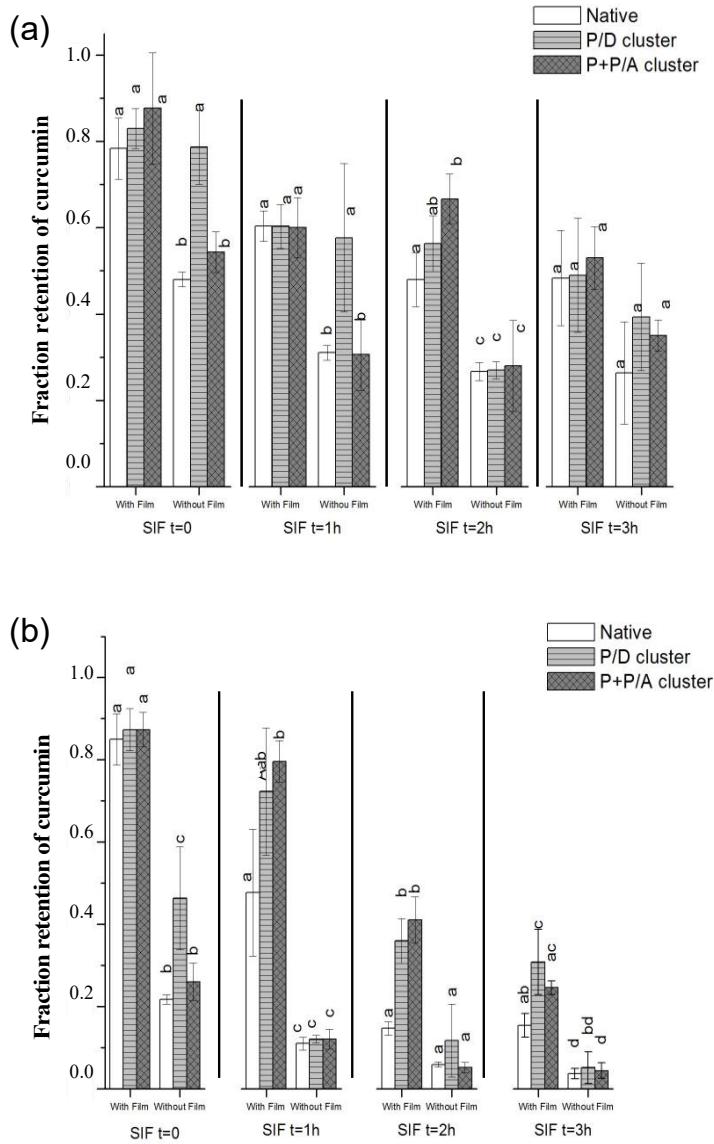 (a)
Native
P/D cluster
P+P/A cluster
Fraction retention of curcumin
1.0
0.8
0.6
0.4
0.2
0.0
a a a b a b
a a a b a b
a ab b c c c
a a a a a a
With Film Without Film With Film Without Film With Film Without Film With Film Without Film
SIF t=0 SIF t=1h SIF t=2h SIF t=3h
(b)
Native
P/D cluster
P+P/A cluster
Fraction retention of curcumin
1.0
0.8
0.6
0.4
0.2
0.0
a a a b c b
a b c c c
a b b a a a
ab c ac d bd d
With Film Without Film With Film Without Film With Film Without Film With Film Without Film
SIF t=0 SIF t=1h SIF t=2h SIF t=3h